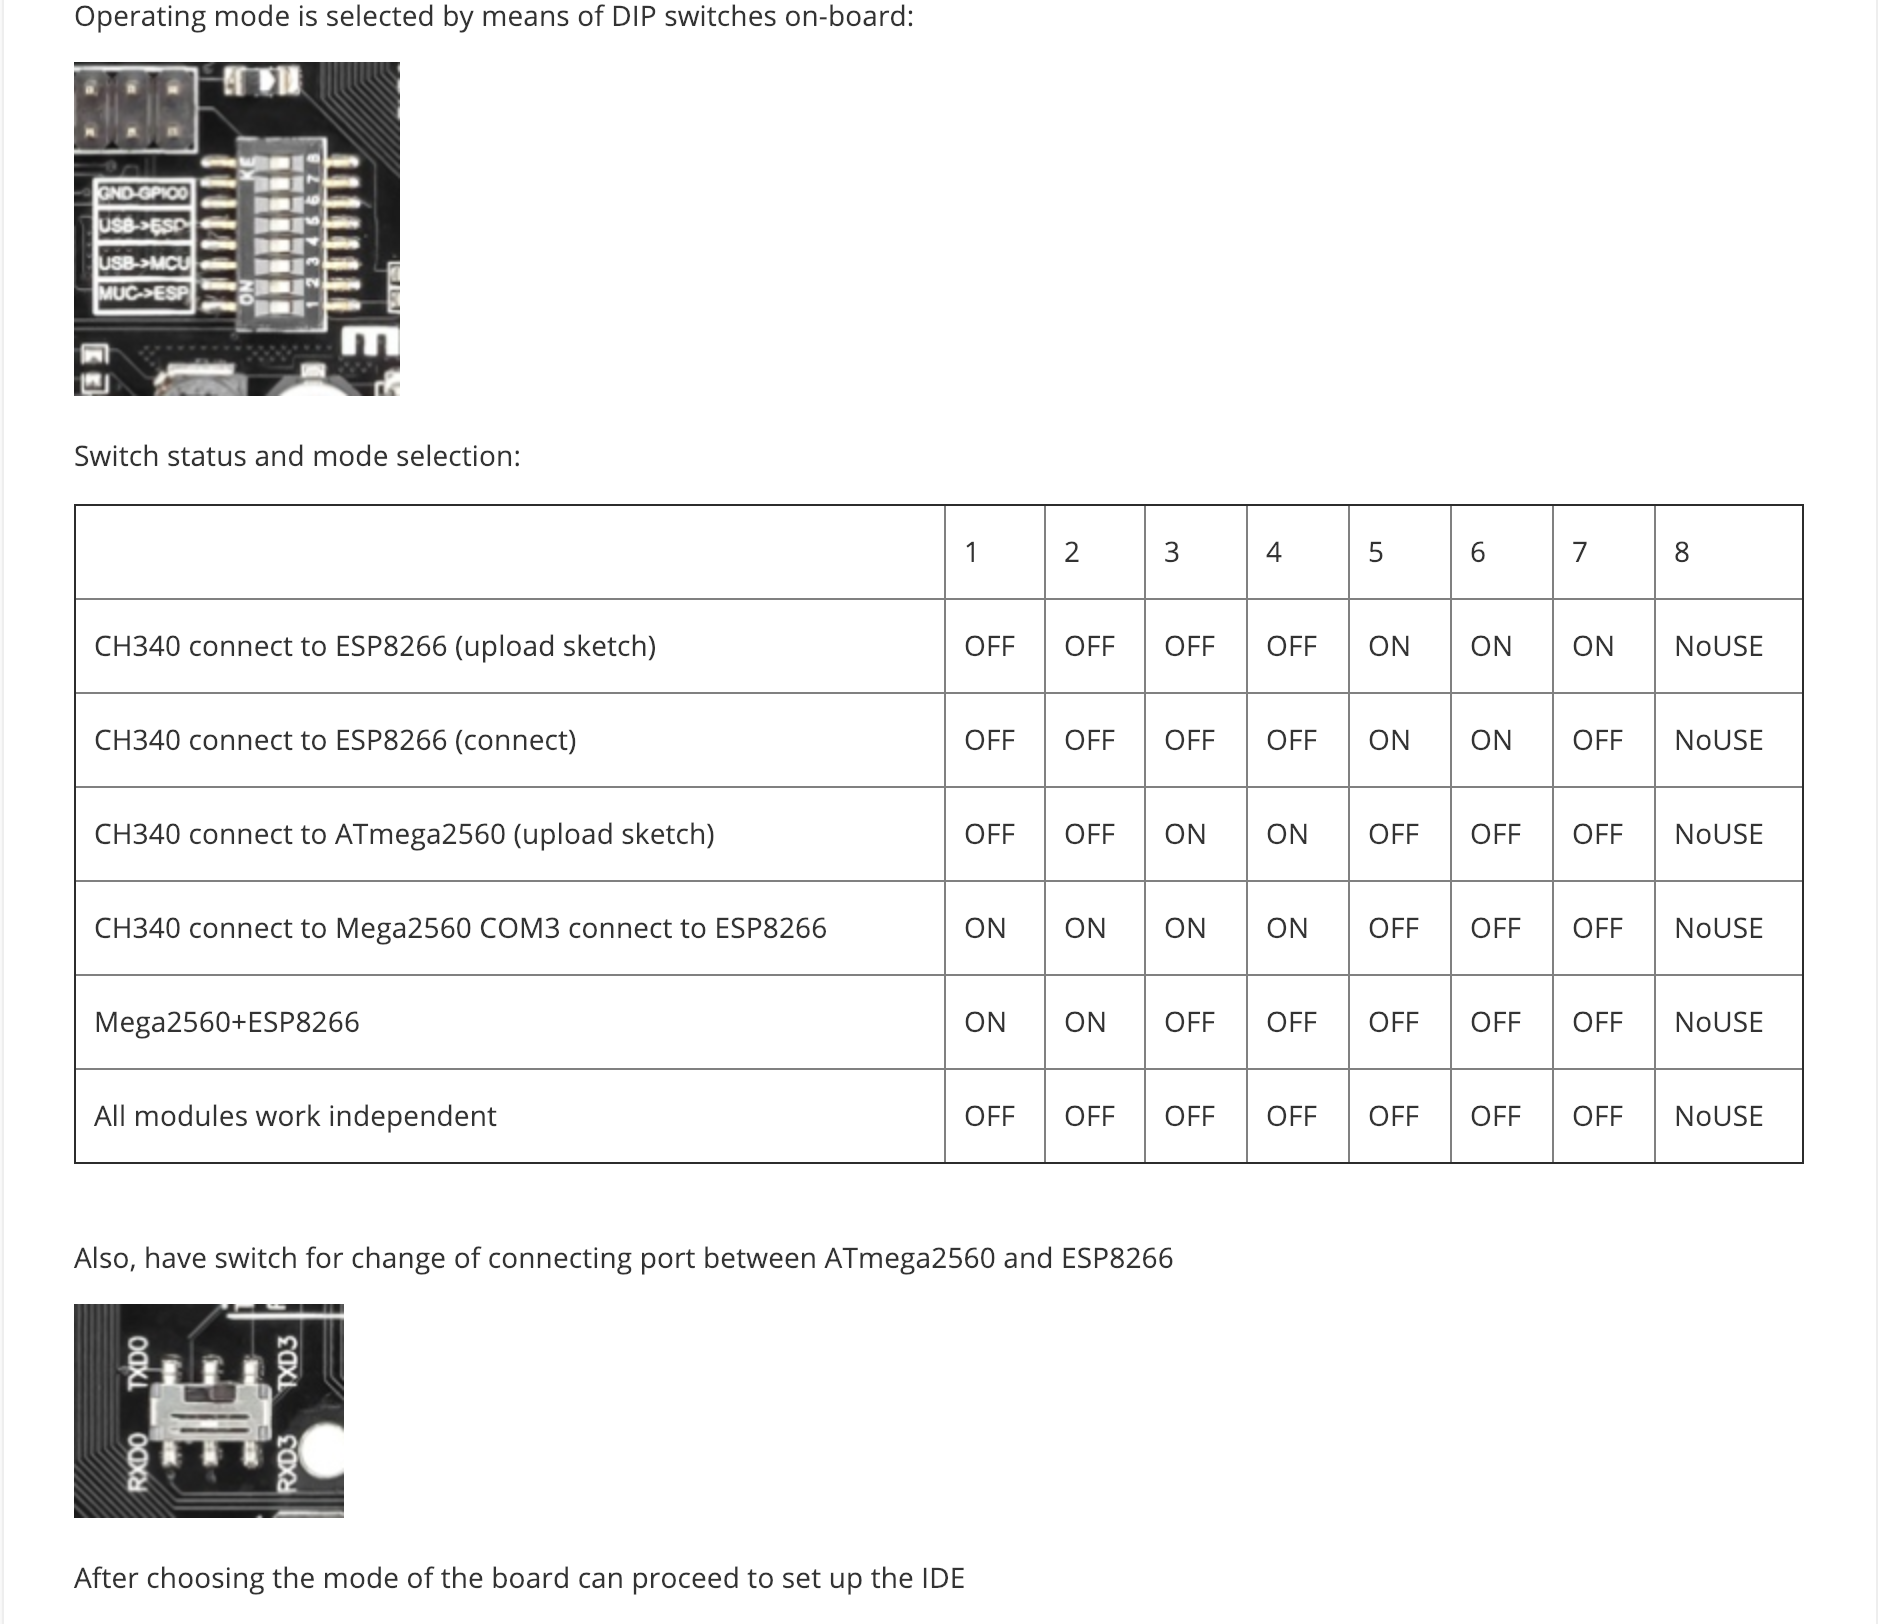 Operating mode is selected by means of DIP switches on-board:
GND-GPIO0
USB->ESP
USB->MCU
MUC->ESP
KE
ON
8
7
6
5
4
3
2
1
Switch status and mode selection:
1 2 3 4 5 6 7 8
CH340 connect to ESP8266 (upload sketch) OFF OFF OFF OFF ON ON ON NoUSE
CH340 connect to ESP8266 (connect) OFF OFF OFF OFF ON ON OFF NoUSE
CH340 connect to ATmega2560 (upload sketch) OFF OFF ON ON OFF OFF OFF NoUSE
CH340 connect to Mega2560 COM3 connect to ESP8266 ON ON ON ON OFF OFF OFF NoUSE
Mega2560+ESP8266 ON ON OFF OFF OFF OFF OFF NoUSE
All modules work independent OFF OFF OFF OFF OFF OFF OFF NoUSE
Also, have switch for change of connecting port between ATmega2560 and ESP8266
TXD0
TXD3
RXD0
RXD3
After choosing the mode of the board can proceed to set up the IDE